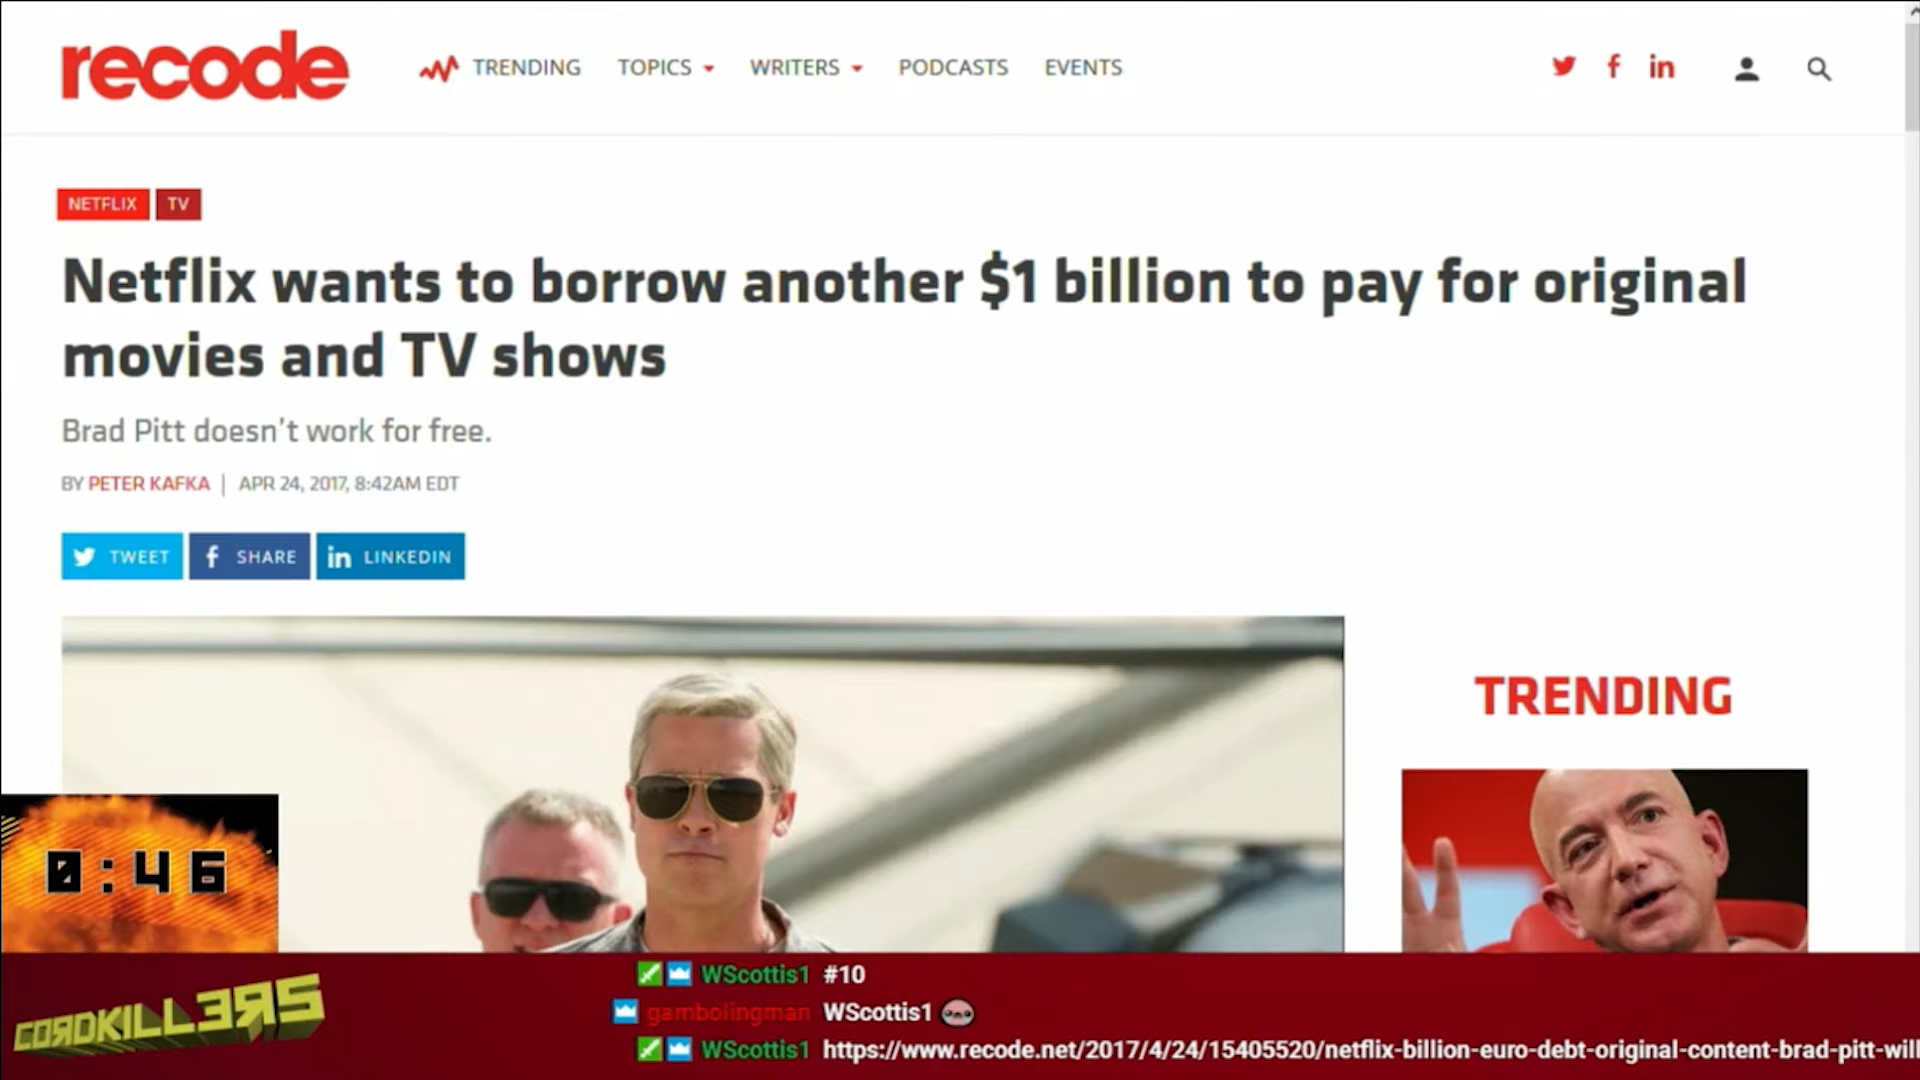 recode
TRENDING TOPICS WRITERS PODCASTS EVENTS
NETFLIX TV
Netflix wants to borrow another $1 billion to pay for original
movies and TV shows
Brad Pitt doesn't work for free.
BY PETER KAFKA | APR 24, 2017, 8:42AM EDT
TWEET SHARE LINKEDIN
TRENDING
0:46
CORDKILLERS
WScottis1 #10
gambolingman WScottis1
WScottis1 https://www.recode.net/2017/4/24/15405520/netflix-billion-euro-debt-original-content-brad-pitt-will